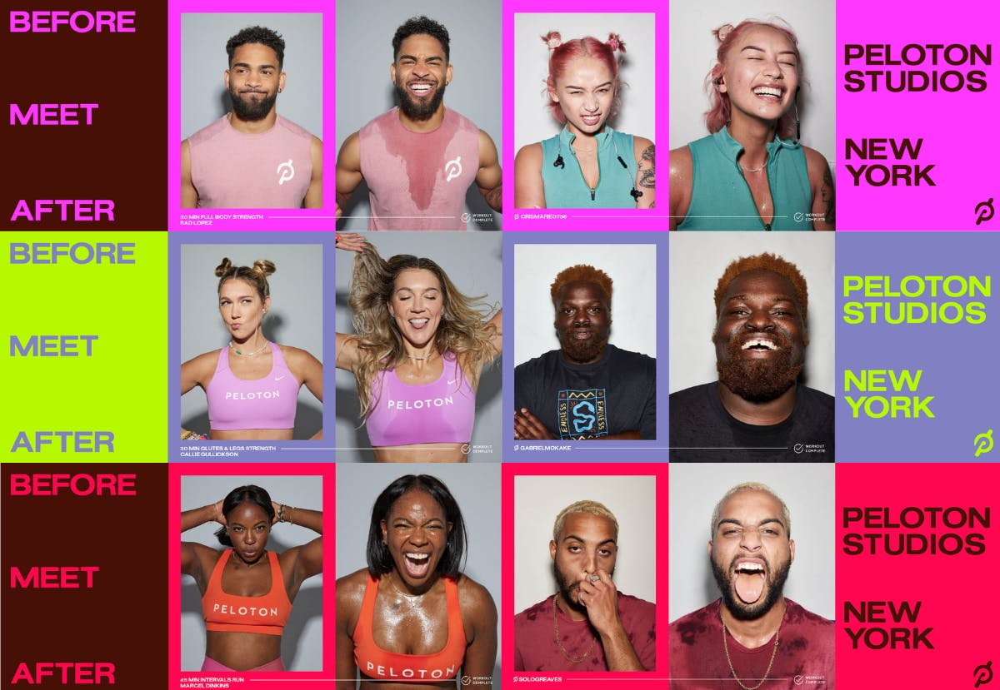 BEFORE
MEET
AFTER
30 MIN FULL BODY STRENGTH
RAD LOPEZ
WORKOUT
COMPLETE
CRISMARIE0736
WORKOUT
COMPLETE
PELOTON
STUDIOS
NEW
YORK
BEFORE
MEET
AFTER
PELOTON
PELOTON
30 MIN GLUTES & LEGS STRENGTH
CALLIE GULLICKSON
WORKOUT
COMPLETE
ENDLESS
ENDLESS
GABRIELMOKAKE
WORKOUT
COMPLETE
PELOTON
STUDIOS
NEW
YORK
BEFORE
MEET
AFTER
PELOTON
PELOTON
45 MIN INTERVALS RUN
MARCEL DINKINS
WORKOUT
COMPLETE
SOLOGREAVES
WORKOUT
COMPLETE
PELOTON
STUDIOS
NEW
YORK